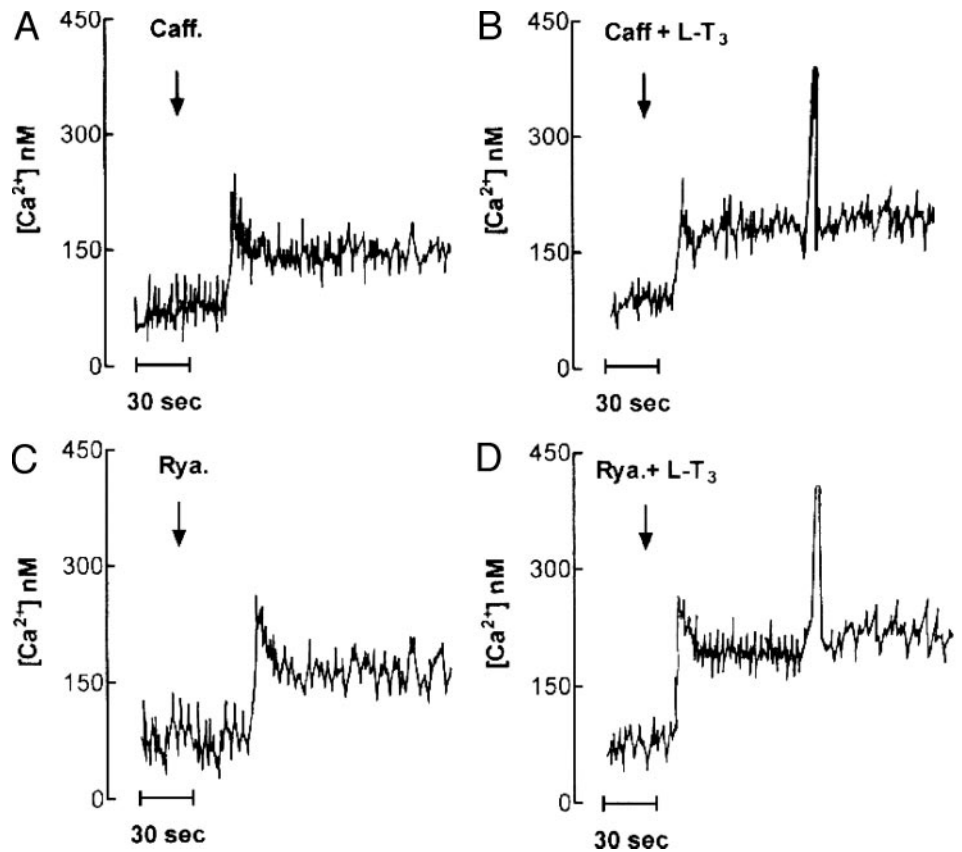 A
450
300
150
0
[Ca²⁺] nM
Caff.
30 sec
B
450
300
150
0
[Ca²⁺] nM
Caff + L-T₃
30 sec
C
450
300
150
0
[Ca²⁺] nM
Rya.
30 sec
D
450
300
150
0
[Ca²⁺] nM
Rya.+ L-T₃
30 sec